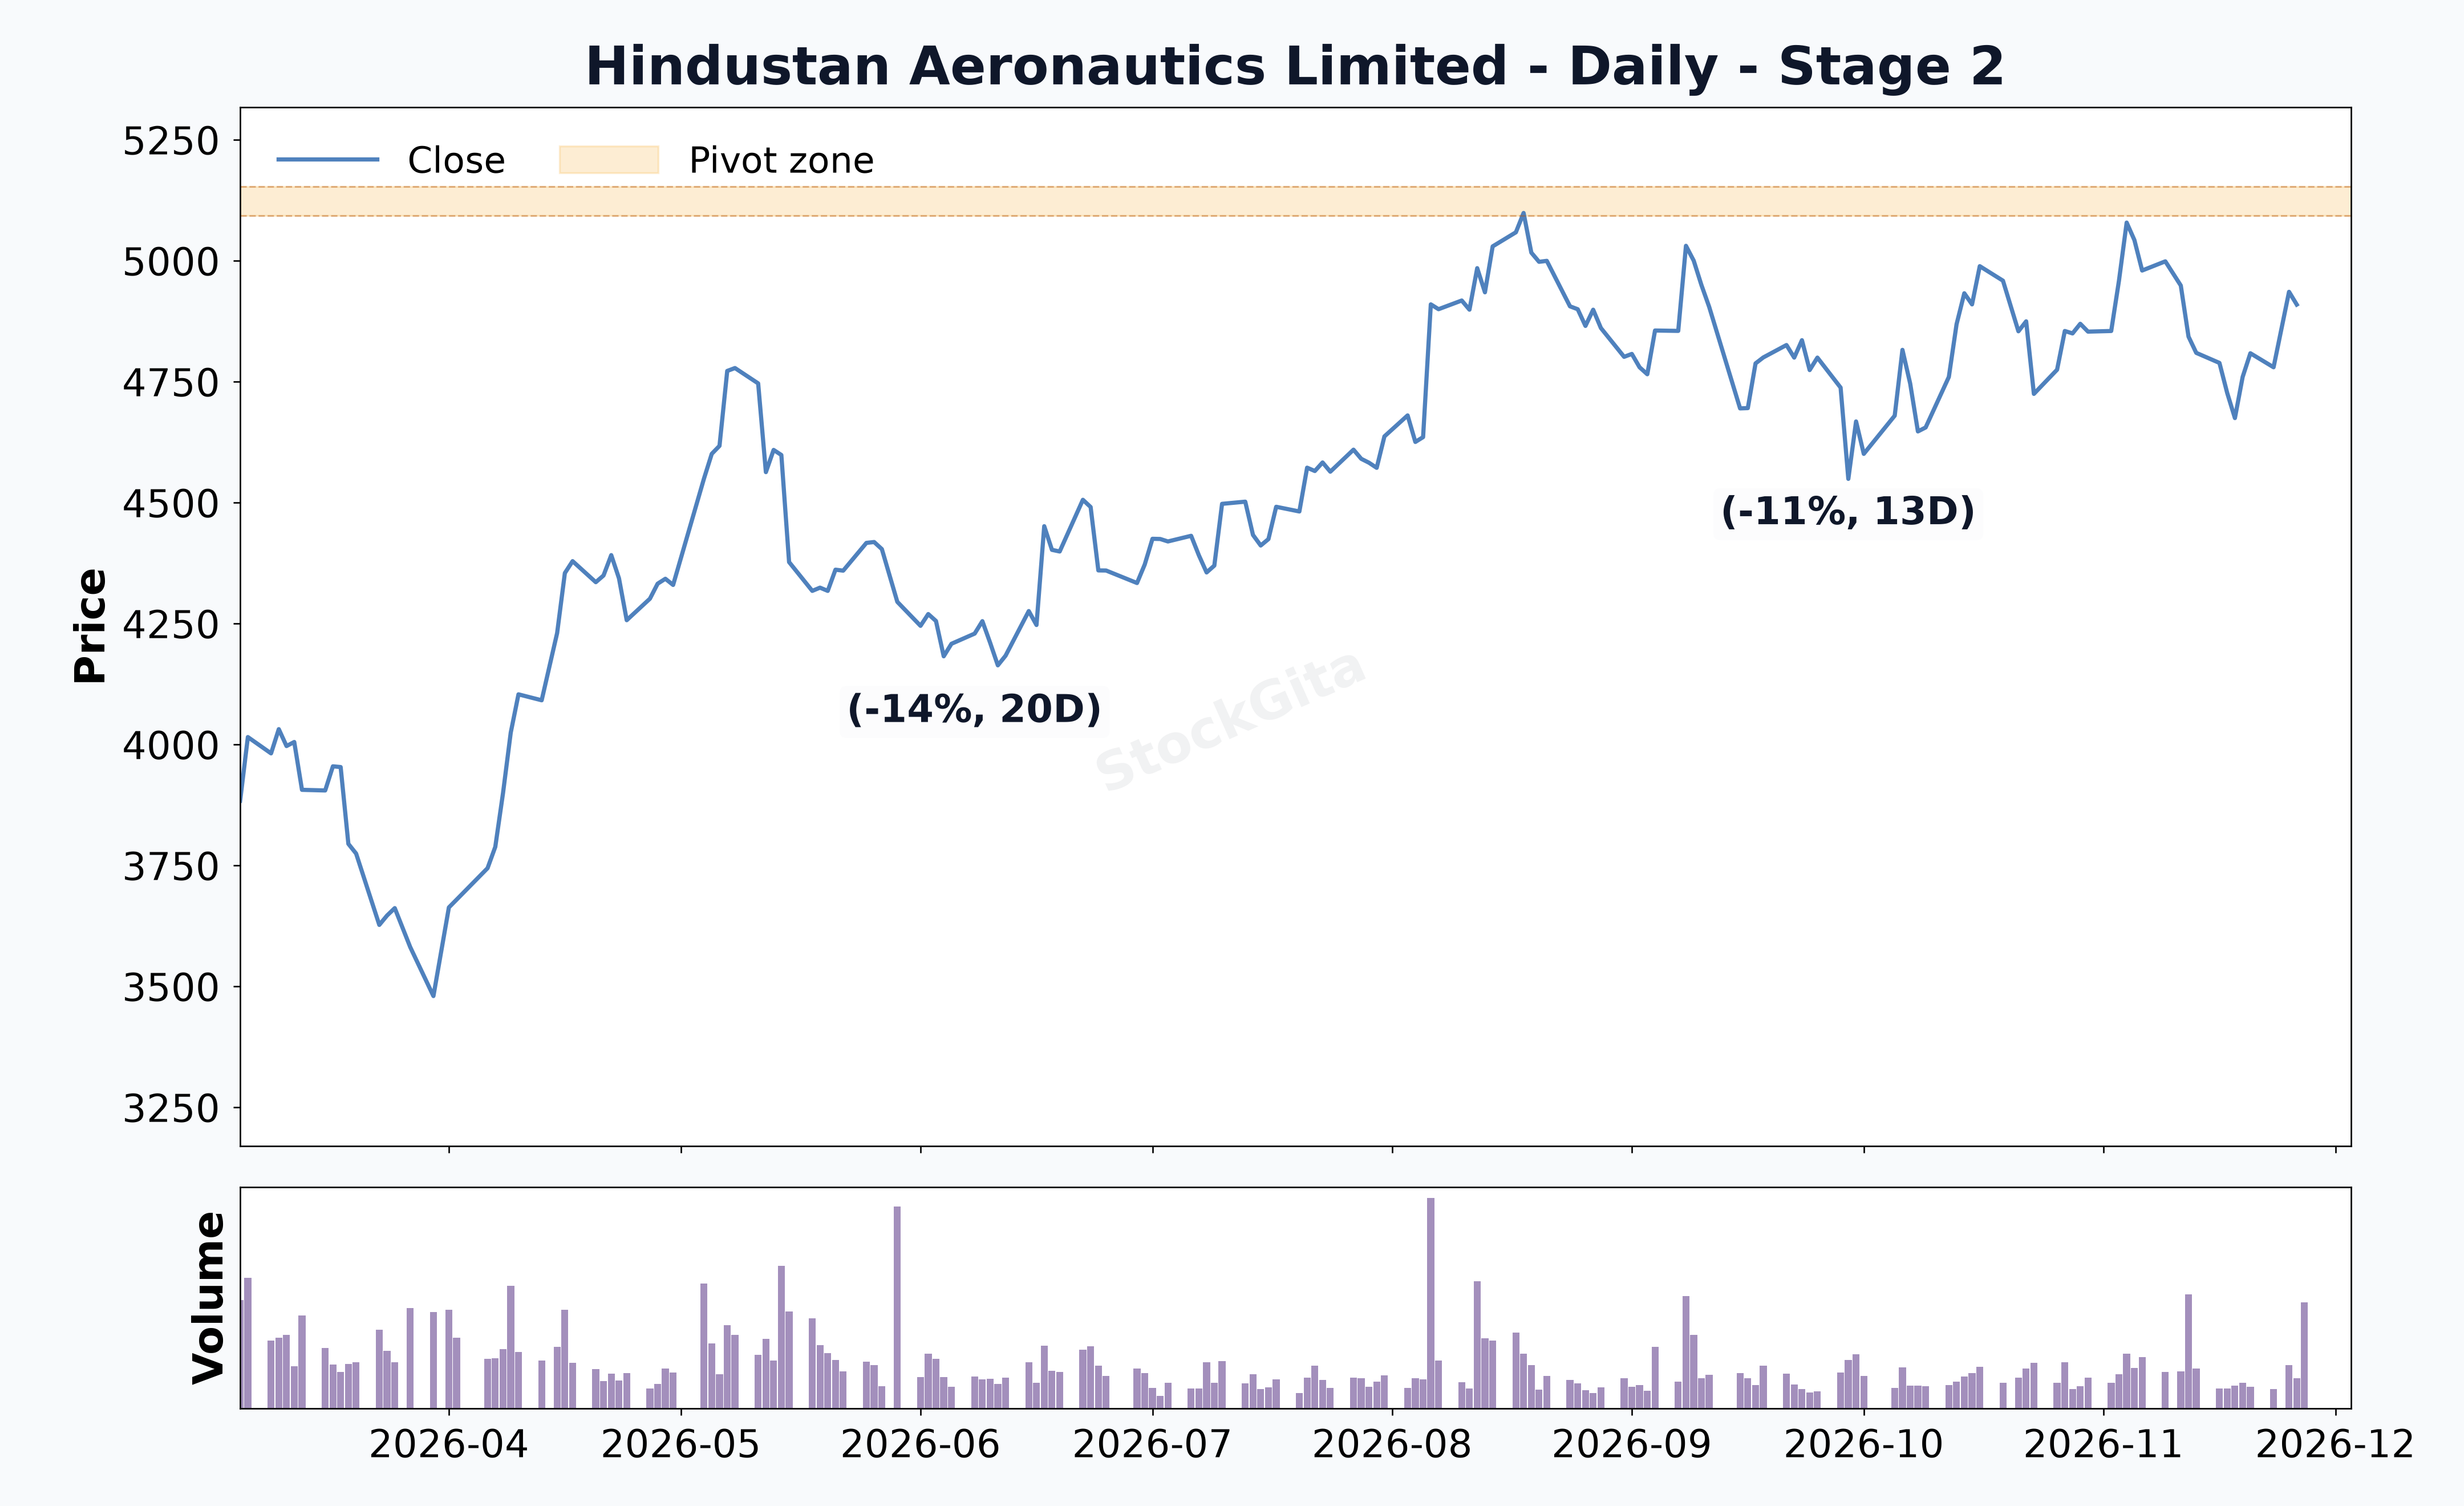 Hindustan Aeronautics Limited - Daily - Stage 2
Close
Pivot zone
Price
5250
5000
4750
4500
4250
4000
3750
3500
3250
(-14%, 20D)
(-11%, 13D)
StockGita
Volume
2026-04
2026-05
2026-06
2026-07
2026-08
2026-09
2026-10
2026-11
2026-12